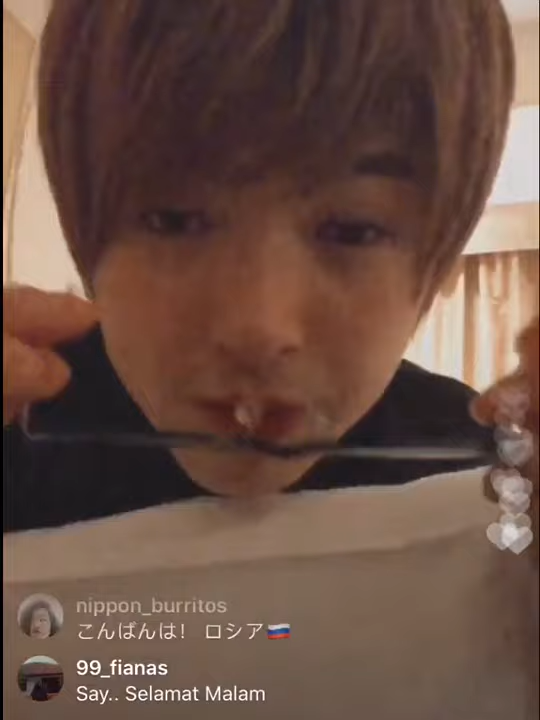 nippon_burritos
こんばんは! ロシア🇷🇺
99_fianas
Say.. Selamat Malam